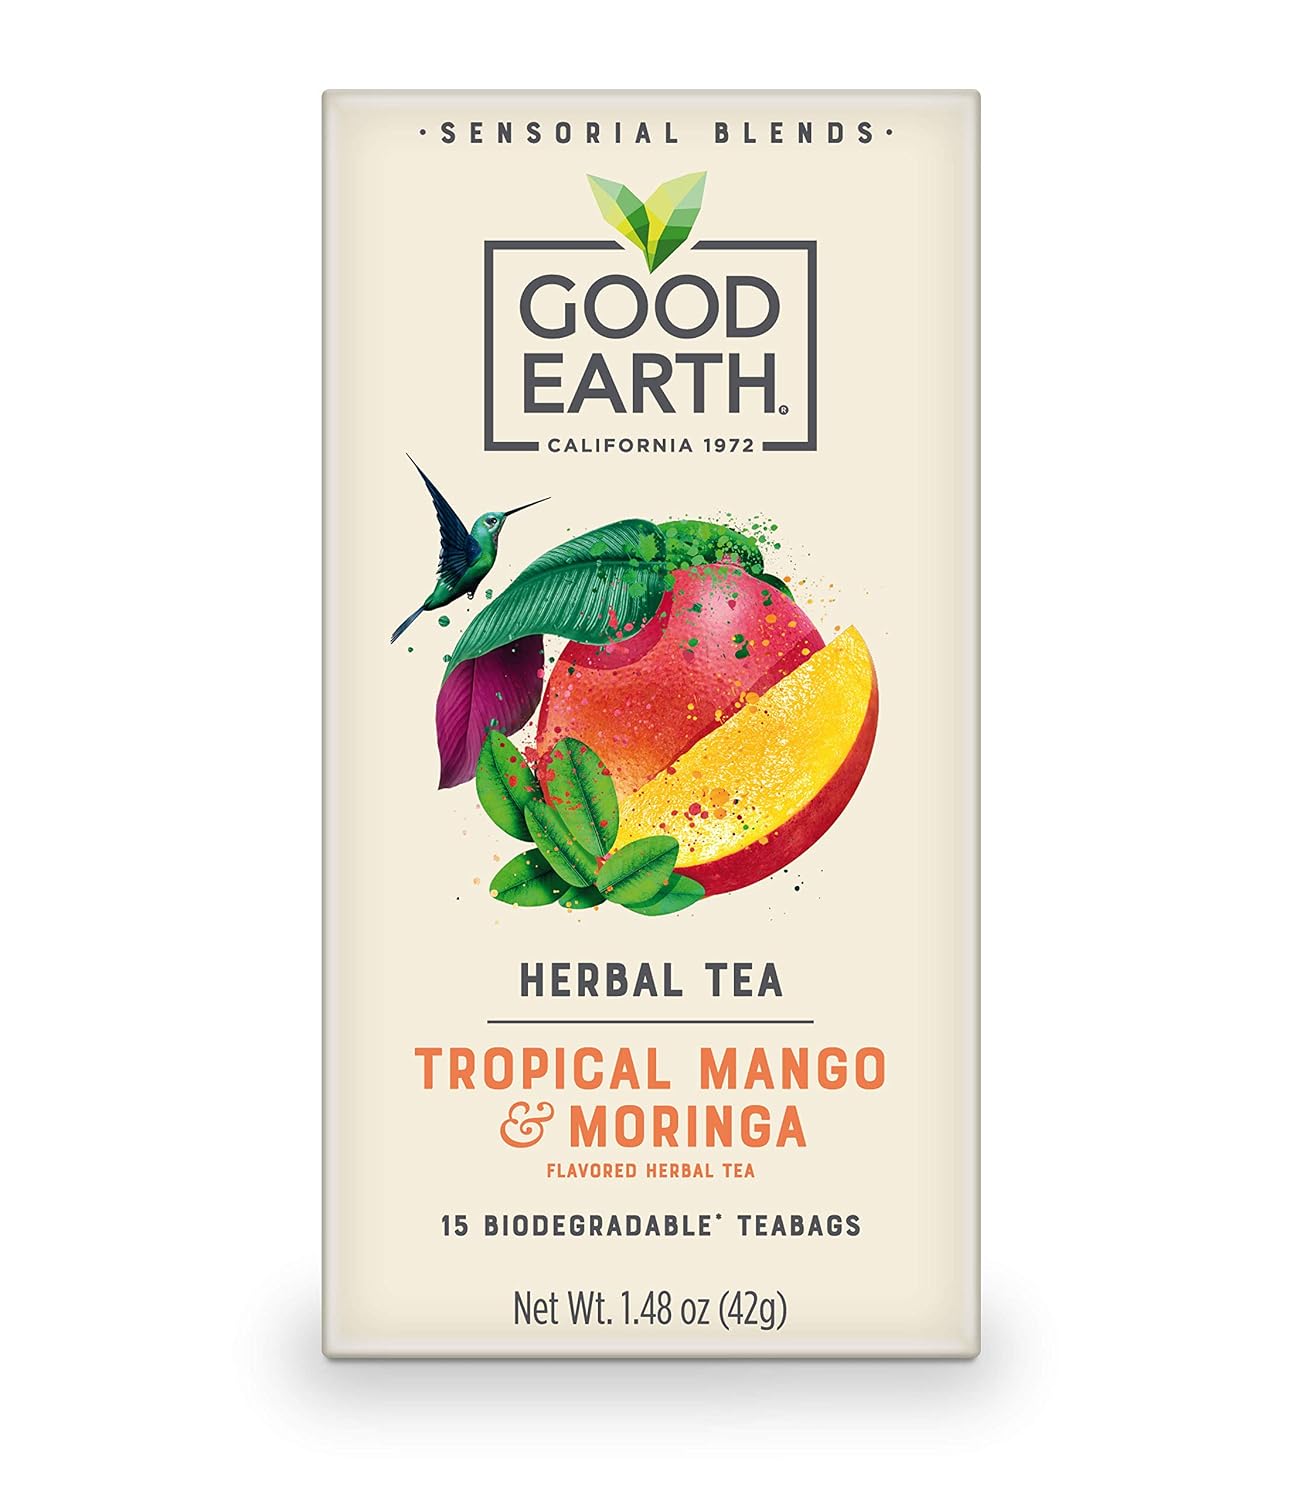 · SENSORIAL BLENDS ·
GOOD
EARTH®
CALIFORNIA 1972
HERBAL TEA
TROPICAL MANGO
& MORINGA
FLAVORED HERBAL TEA
15 BIODEGRADABLE* TEABAGS
Net Wt. 1.48 oz (42g)